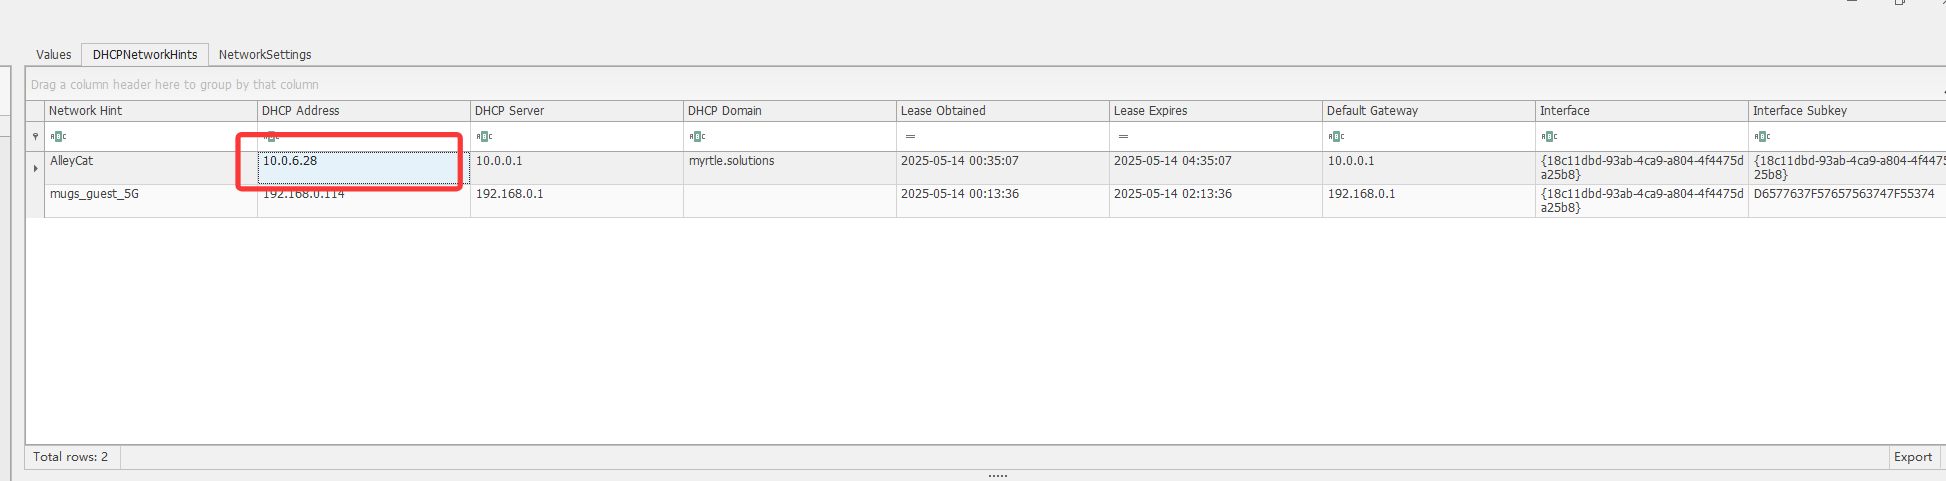 Values DHCPNetworkHints NetworkSettings
Drag a column header here to group by that column
Network Hint DHCP Address DHCP Server DHCP Domain Lease Obtained Lease Expires Default Gateway Interface Interface Subkey
= =
AlleyCat 10.0.6.28 10.0.0.1 myrtle.solutions 2025-05-14 00:35:07 2025-05-14 04:35:07 10.0.0.1 {18c11dbd-93ab-4ca9-a804-4f4475d {18c11dbd-93ab-4ca9-a804-4f4475
a25b8} 25b8}
mugs_guest_5G 192.168.0.114 192.168.0.1 2025-05-14 00:13:36 2025-05-14 02:13:36 192.168.0.1 {18c11dbd-93ab-4ca9-a804-4f4475d D6577637F57657563747F55374
a25b8}
Total rows: 2 Export